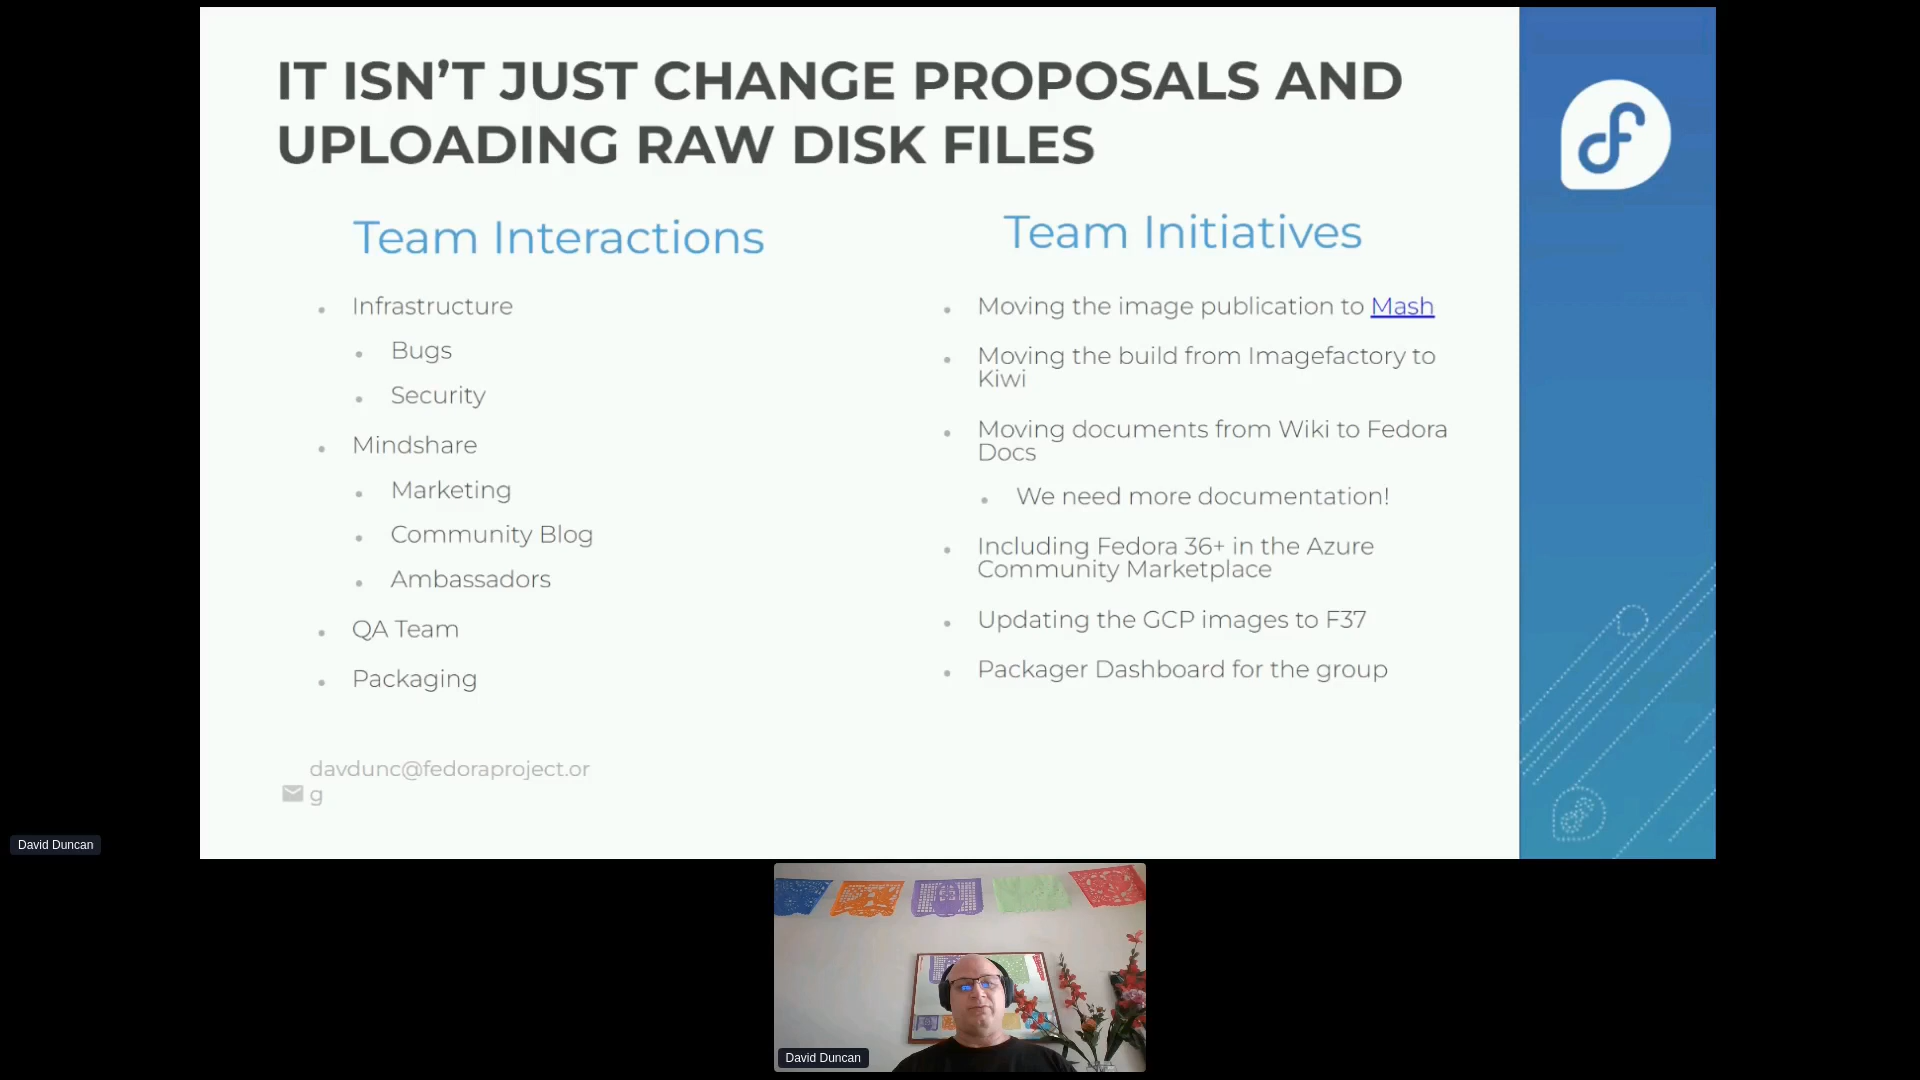 IT ISN’T JUST CHANGE PROPOSALS AND
UPLOADING RAW DISK FILES
Team Interactions
Infrastructure
Bugs
Security
Mindshare
Marketing
Community Blog
Ambassadors
QA Team
Packaging
Team Initiatives
Moving the image publication to Mash
Moving the build from Imagefactory to
Kiwi
Moving documents from Wiki to Fedora
Docs
We need more documentation!
Including Fedora 36+ in the Azure
Community Marketplace
Updating the GCP images to F37
Packager Dashboard for the group
davdunc@fedoraproject.or
g
David Duncan
David Duncan